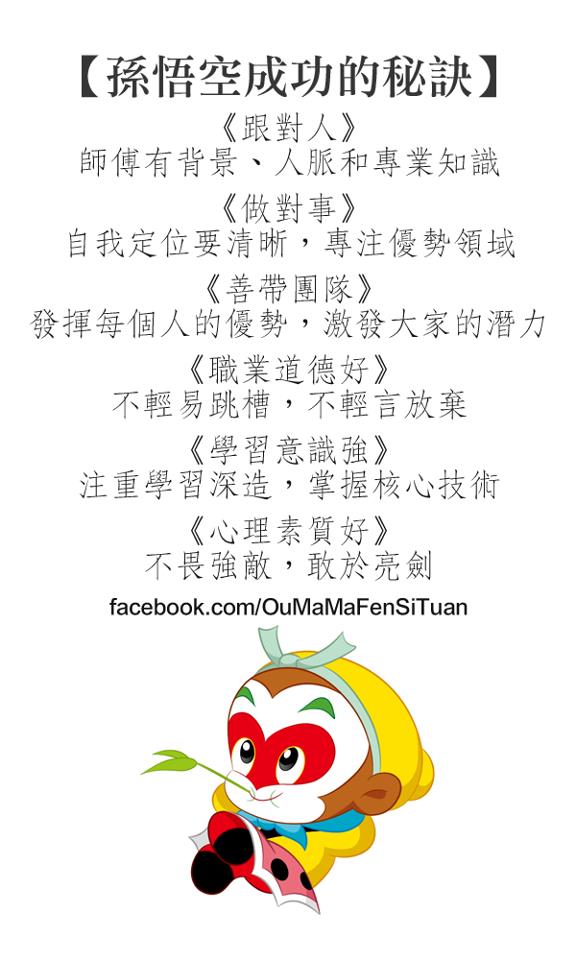 【孫悟空成功的秘訣】
《跟對人》
師傅有背景、人脈和專業知識
《做對事》
自我定位要清晰，專注優勢領域
《善帶團隊》
發揮每個人的優勢，激發大家的潛力
《職業道德好》
不輕易跳槽，不輕言放棄
《學習意識強》
注重學習深造，掌握核心技術
《心理素質好》
不畏強敵，敢於亮劍
facebook.com/OuMaMaFenSiTuan